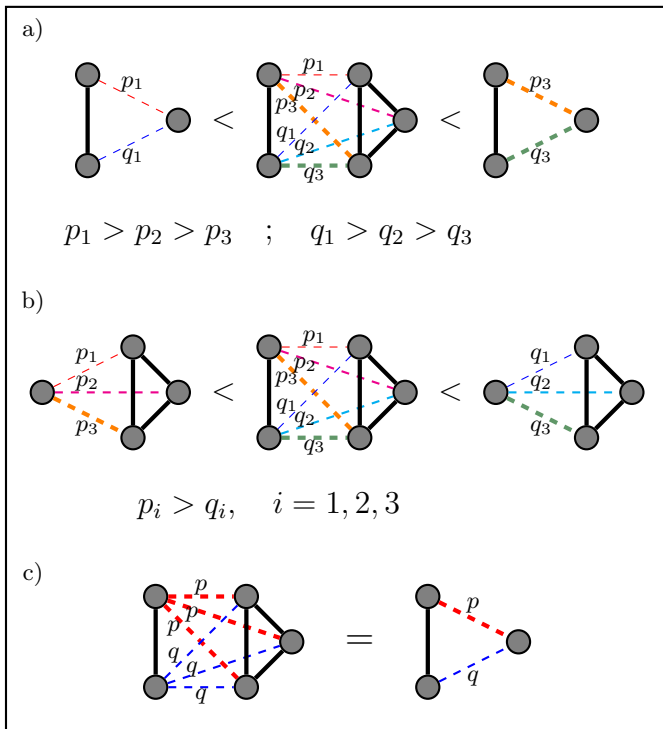 a)
p₁ p₁ p₃
p₂
p₃
< <
q₁
q₁ q₂ q₃
q₃
p₁ > p₂ > p₃ ; q₁ > q₂ > q₃
b)
p₁ p₁ q₁
p₂ p₂ q₂
p₃
< <
q₁
p₃ q₂ q₃
q₃
pᵢ > qᵢ, i = 1, 2, 3
c)
p p
p
p
=
q q q
q